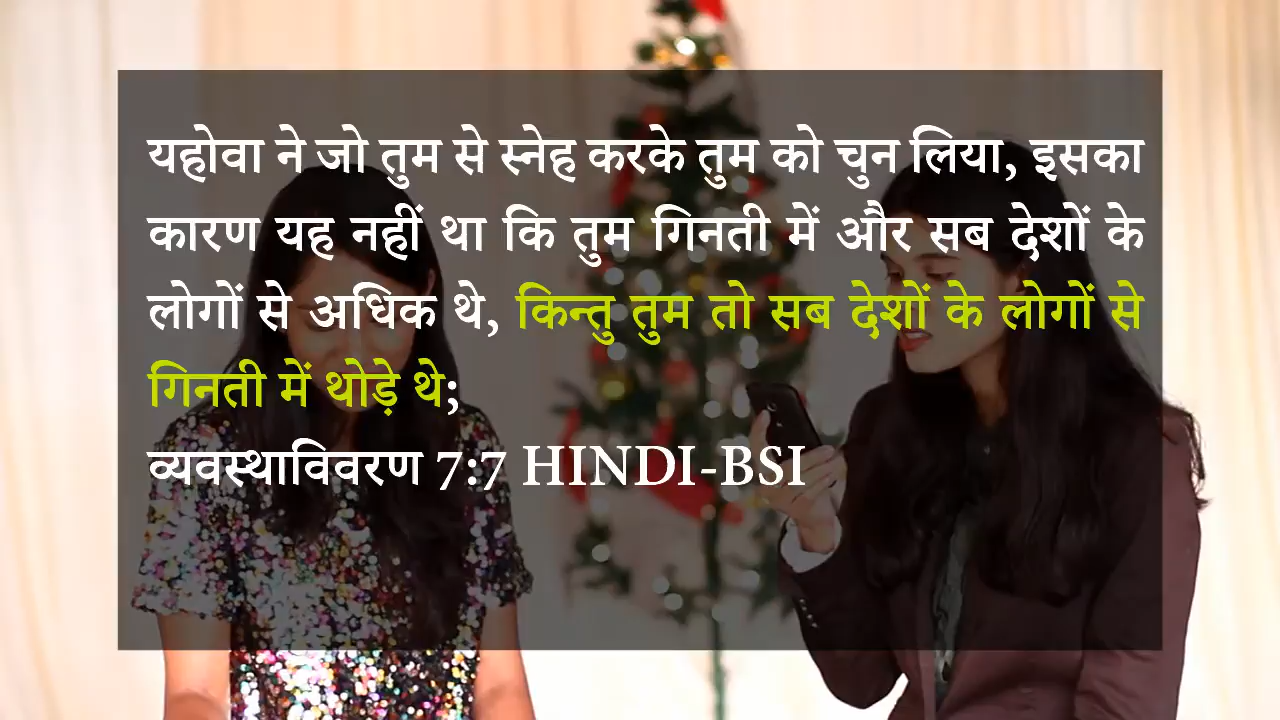 यहोवा ने जो तुम से स्नेह करके तुम को चुन लिया, इसका
कारण यह नहीं था कि तुम गिनती में और सब देशों के
लोगों से अधिक थे, किन्तु तुम तो सब देशों के लोगों से
गिनती में थोड़े थे;
व्यवस्थाविवरण 7:7 HINDI-BSI